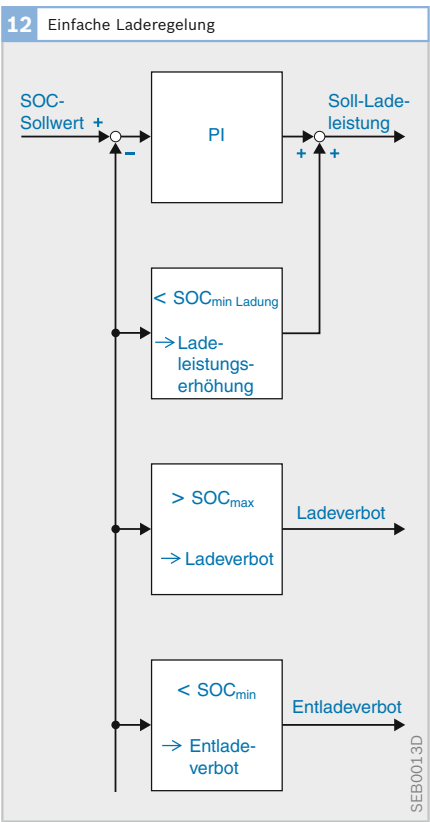 12 Einfache Laderegelung
SOC-
Sollwert +
−
PI
Soll-Lade-
leistung
+ +
< SOCmin Ladung
→ Lade-
leistungs-
erhöhung
> SOCmax
→ Ladeverbot
Ladeverbot
< SOCmin
→ Entlade-
verbot
Entladeverbot
SEB0013D